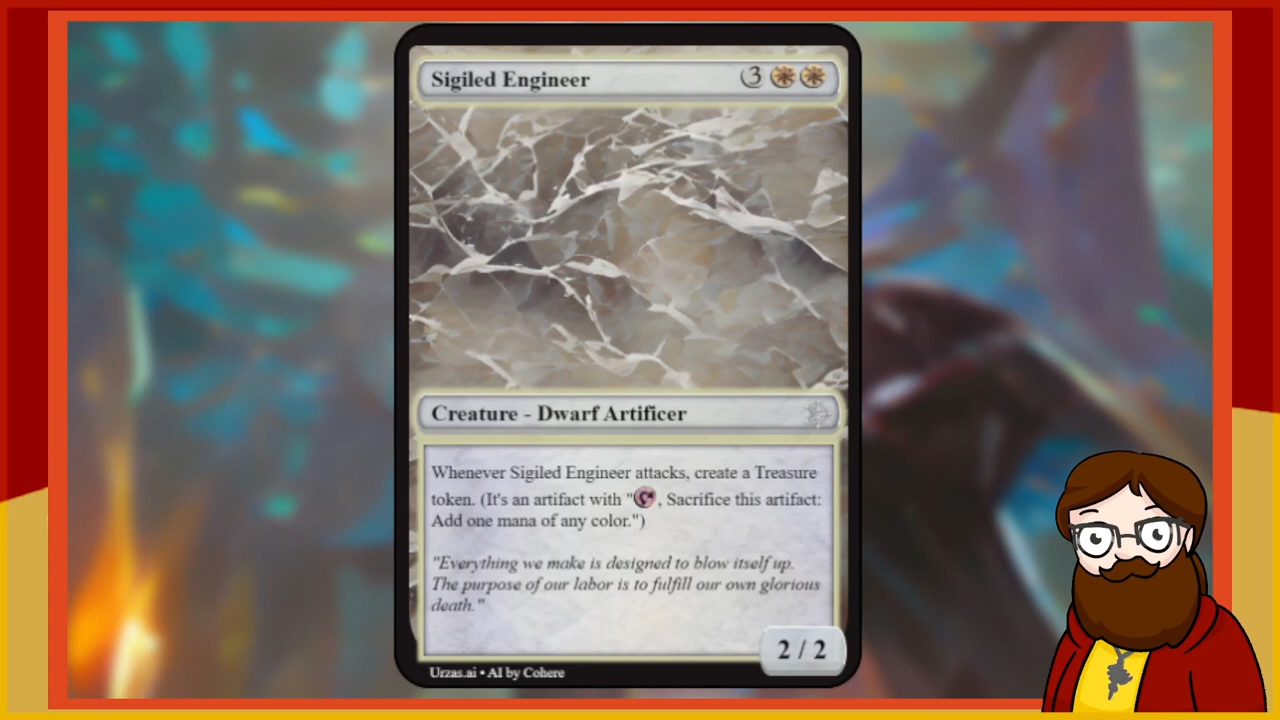 Sigiled Engineer 3
Creature - Dwarf Artificer
Whenever Sigiled Engineer attacks, create a Treasure
token. (It's an artifact with ", Sacrifice this artifact:
Add one mana of any color.")
"Everything we make is designed to blow itself up.
The purpose of our labor is to fulfill our own glorious
death."
2 / 2
Urzas.ai • AI by Cohere